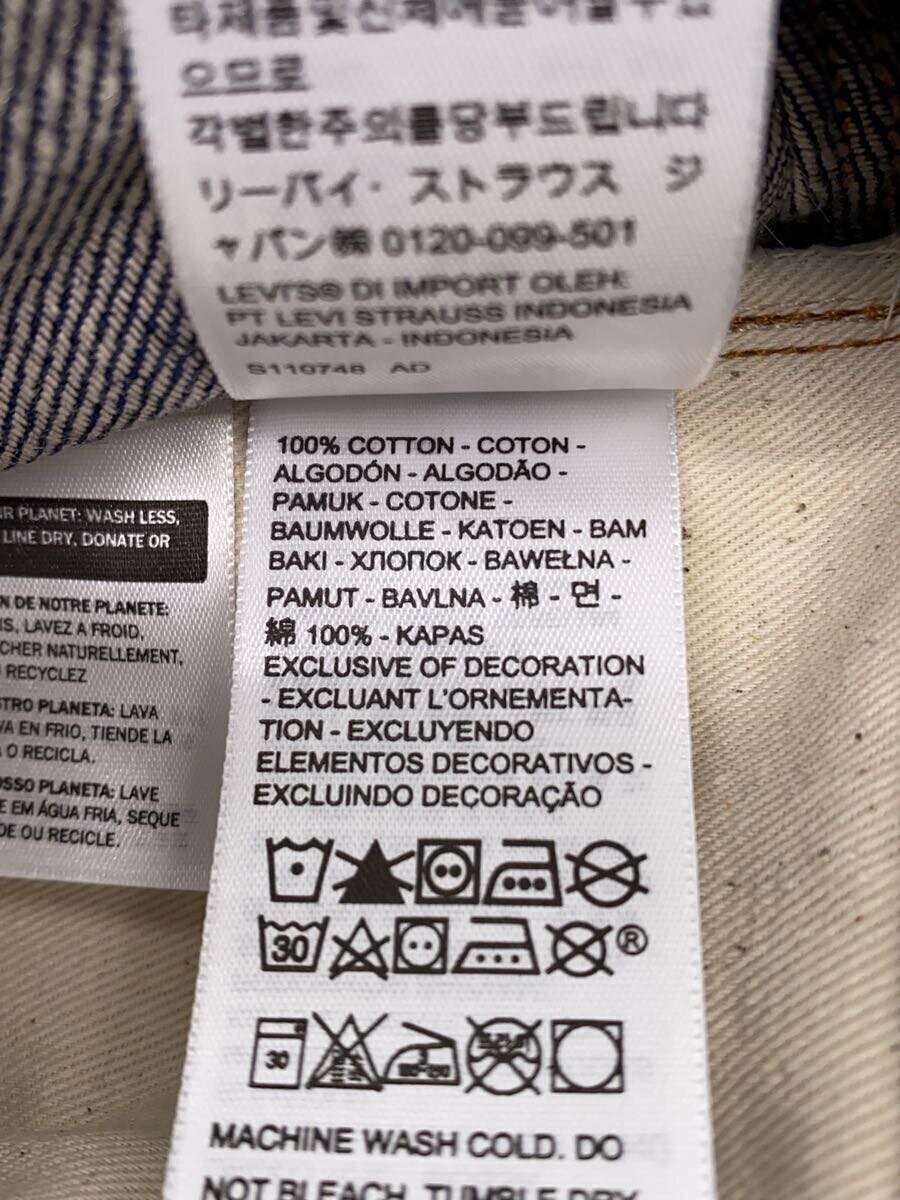 으므로
각별한주의를당부드립니다
リーバイ・ストラウス ジ
ャパン㈱ 0120-099-501
LEVI'S® DI IMPORT OLEH:
PT LEVI STRAUSS INDONESIA
JAKARTA - INDONESIA
S110748 AD
100% COTTON - COTON -
ALGODÓN - ALGODÃO -
PAMUK - COTONE -
BAUMWOLLE - KATOEN - BAM
BAKI - ХЛОПОК - BAWEŁNA -
PAMUT - BAVLNA - 棉 - 면 -
綿 100% - KAPAS
EXCLUSIVE OF DECORATION
- EXCLUANT L'ORNEMENTA-
TION - EXCLUYENDO
ELEMENTOS DECORATIVOS -
EXCLUINDO DECORAÇÃO
30
®
30
MACHINE WASH COLD. DO
NOT BLEACH. TUMBLE DRY
PLANET: WASH LESS,
LINE DRY, DONATE OR
DE NOTRE PLANETE:
LAVEZ A FROID,
NATURELLEMENT,
RECYCLEZ
PLANETA: LAVA
EN FRIO, TIENDE LA
O RECICLA.
PLANETA: LAVE
EM ÁGUA FRIA, SEQUE
OU RECICLE.